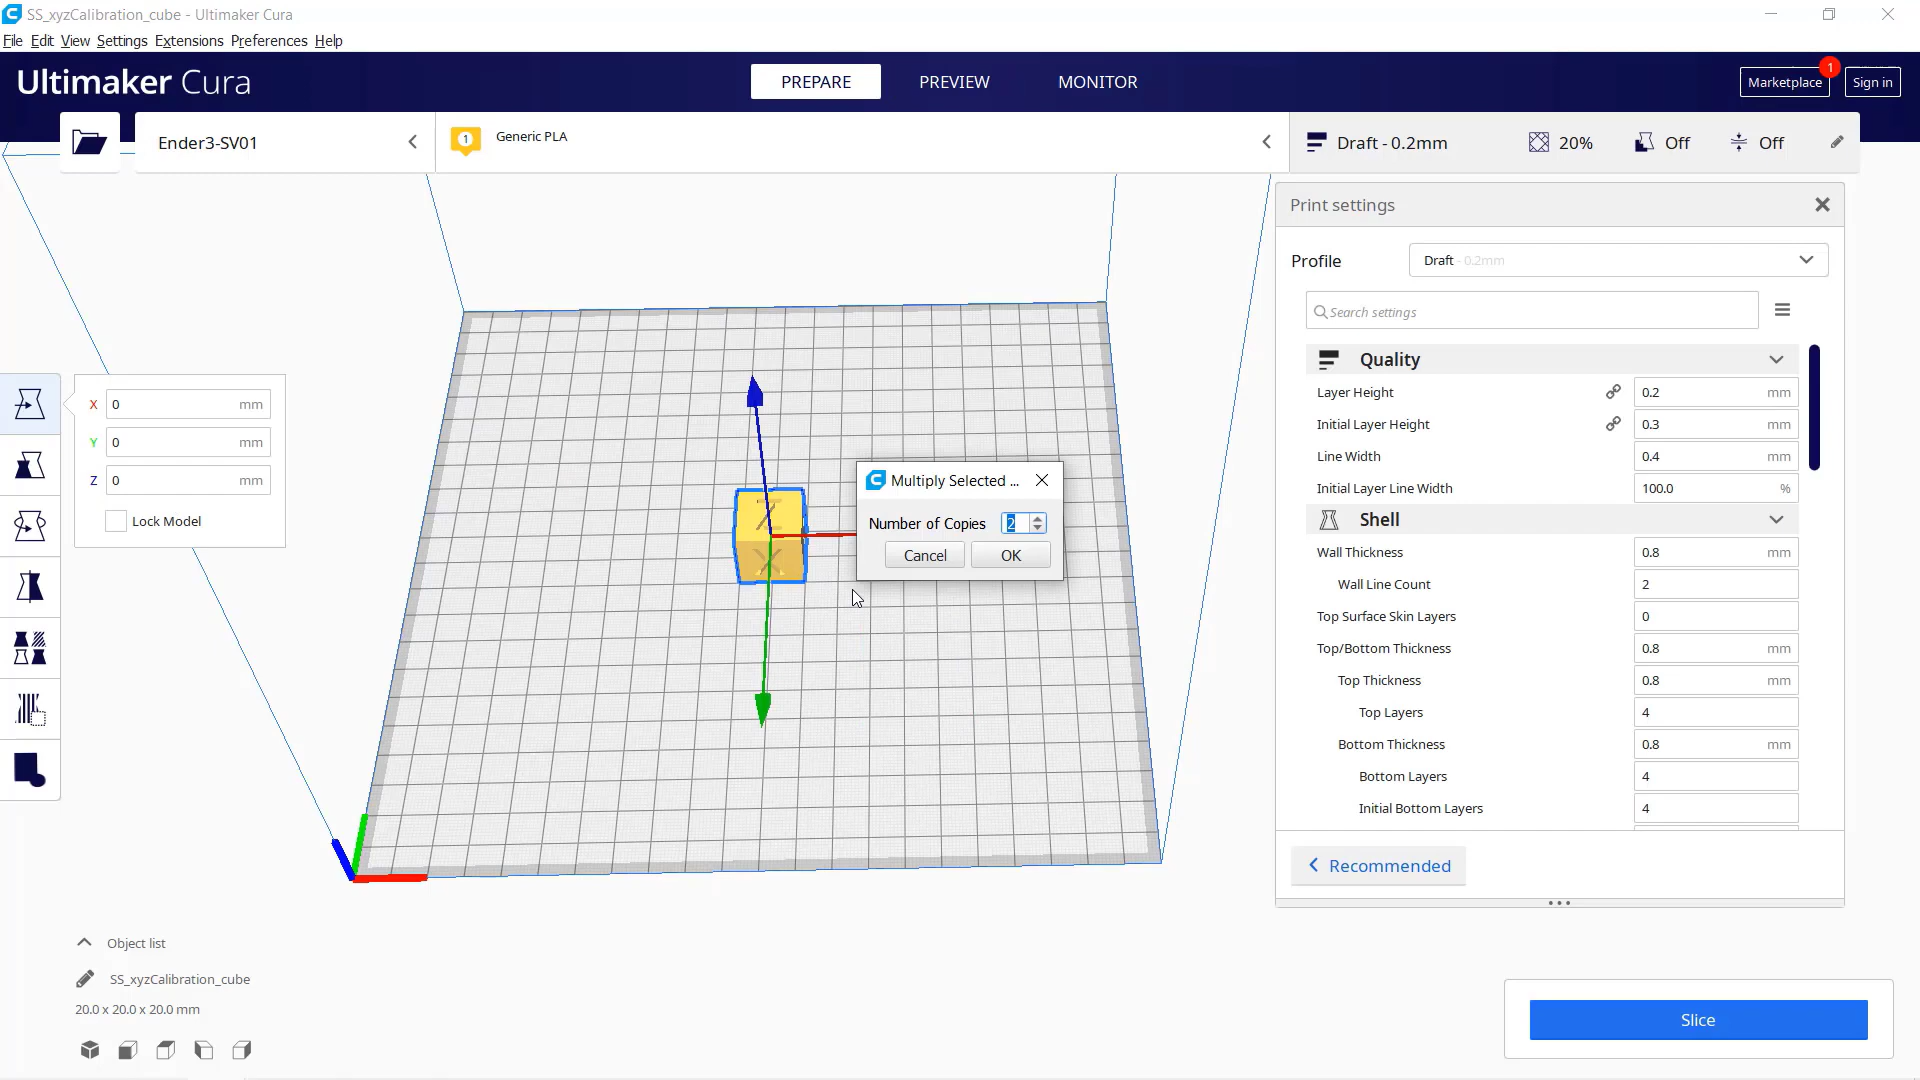 SS_xyzCalibration_cube - Ultimaker Cura
File Edit View Settings Extensions Preferences Help
Ultimaker Cura
PREPARE
PREVIEW
MONITOR
Marketplace
1
Sign in
Ender3-SV01
1
Generic PLA
Draft - 0.2mm
20%
Off
Off
Print settings
Profile
Draft - 0.2mm
Search settings
Quality
Layer Height 0.2 mm
Initial Layer Height 0.3 mm
Line Width 0.4 mm
Initial Layer Line Width 100.0 %
Shell
Wall Thickness 0.8 mm
Wall Line Count 2
Top Surface Skin Layers 0
Top/Bottom Thickness 0.8 mm
Top Thickness 0.8 mm
Top Layers 4
Bottom Thickness 0.8 mm
Bottom Layers 4
Initial Bottom Layers 4
Recommended
X 0 mm
Y 0 mm
Z 0 mm
Lock Model
Z
X
Multiply Selected ...
Number of Copies 2
Cancel OK
Object list
SS_xyzCalibration_cube
20.0 x 20.0 x 20.0 mm
Slice